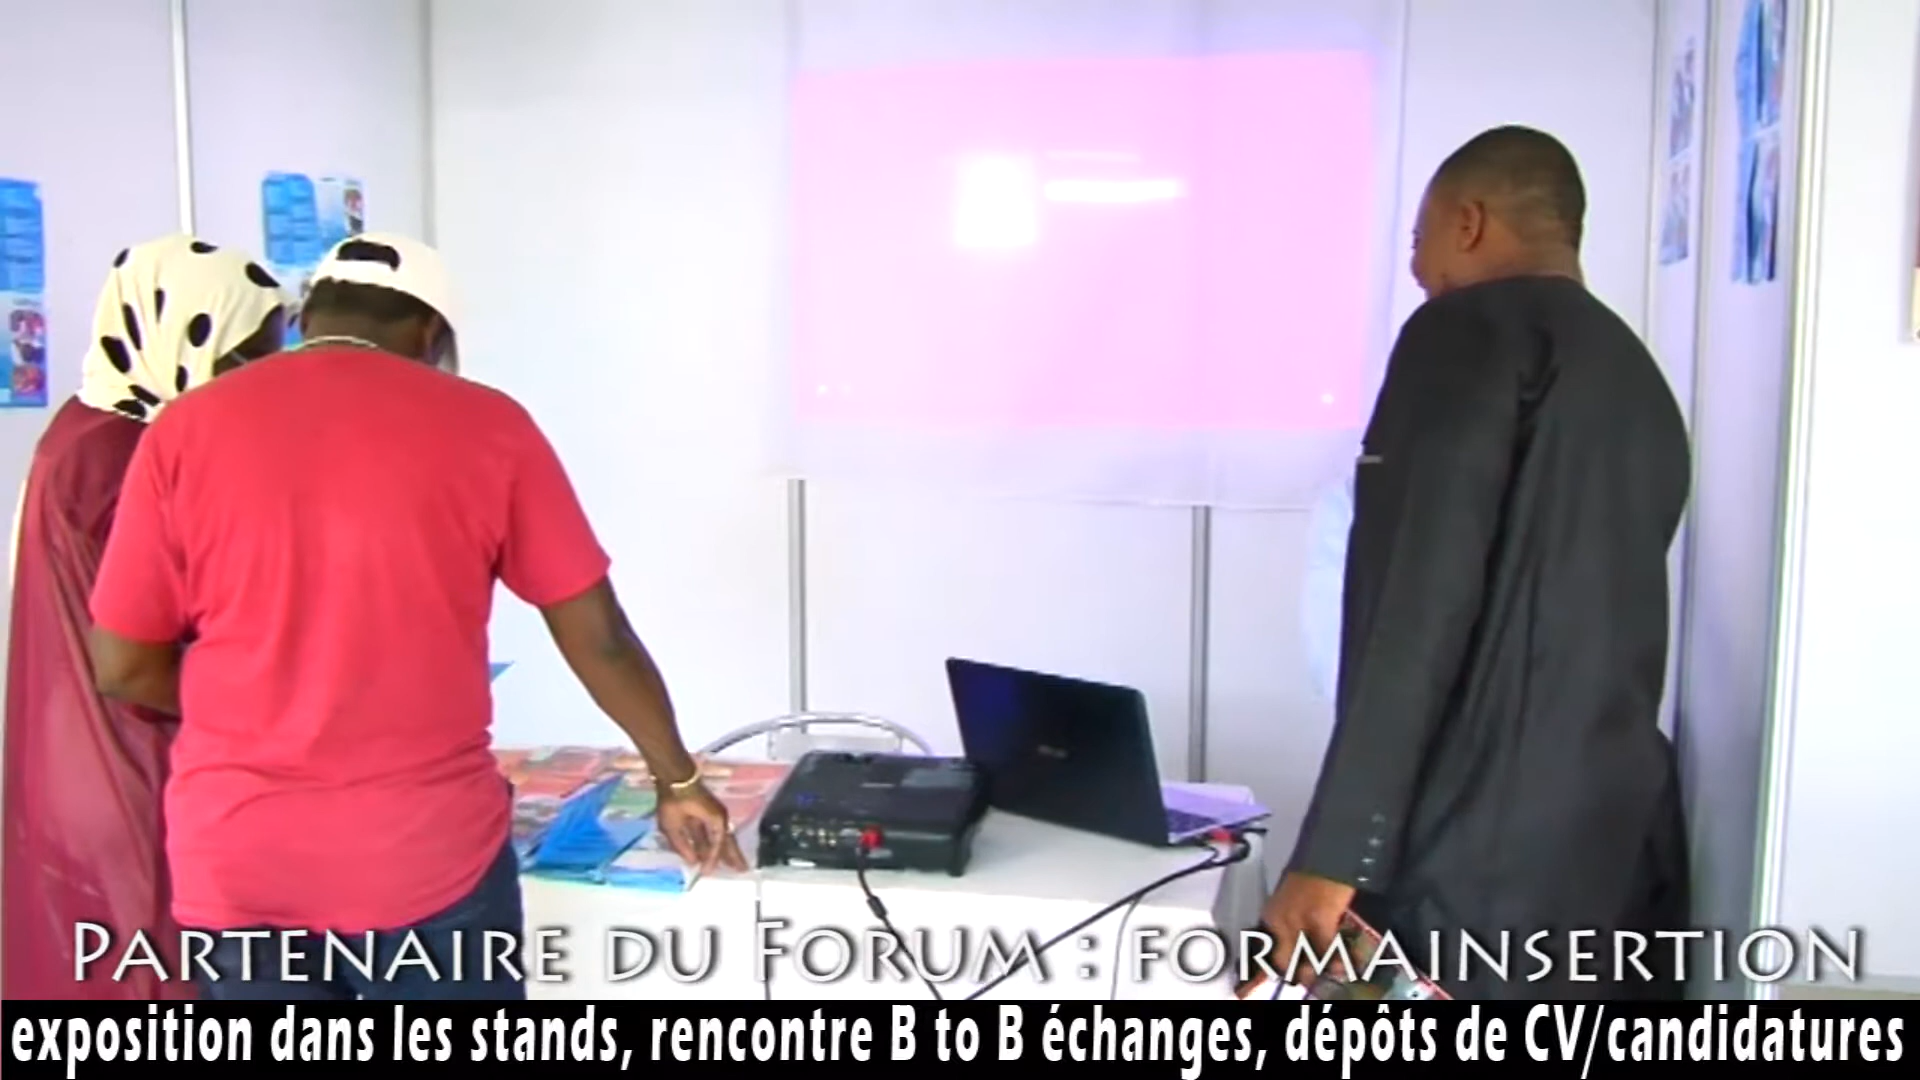 PARTENAIRE DU FORUM : FORMAINSERTION
exposition dans les stands, rencontre B to B échanges, dépôts de CV/candidatures